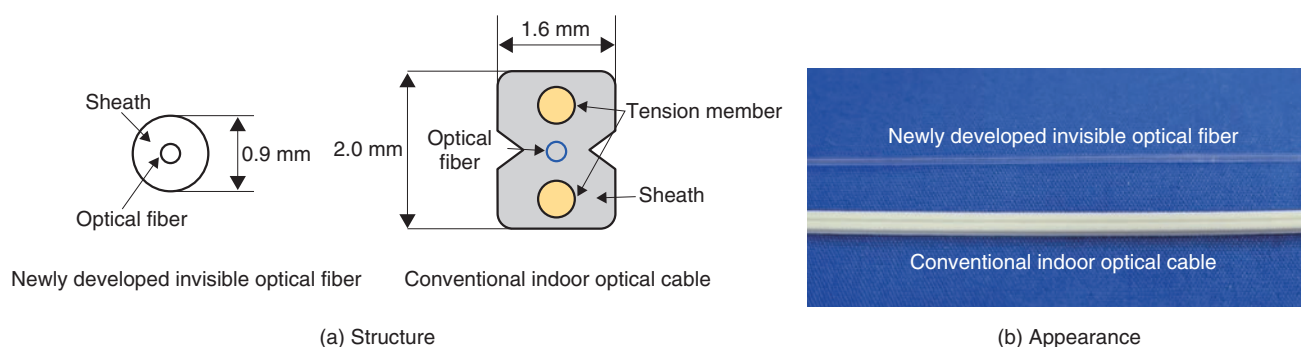 1.6 mm
Sheath
0.9 mm
Optical fiber
2.0 mm
Optical
fiber
Tension member
Sheath
Newly developed invisible optical fiber
Conventional indoor optical cable
(a) Structure
Newly developed invisible optical fiber
Conventional indoor optical cable
(b) Appearance